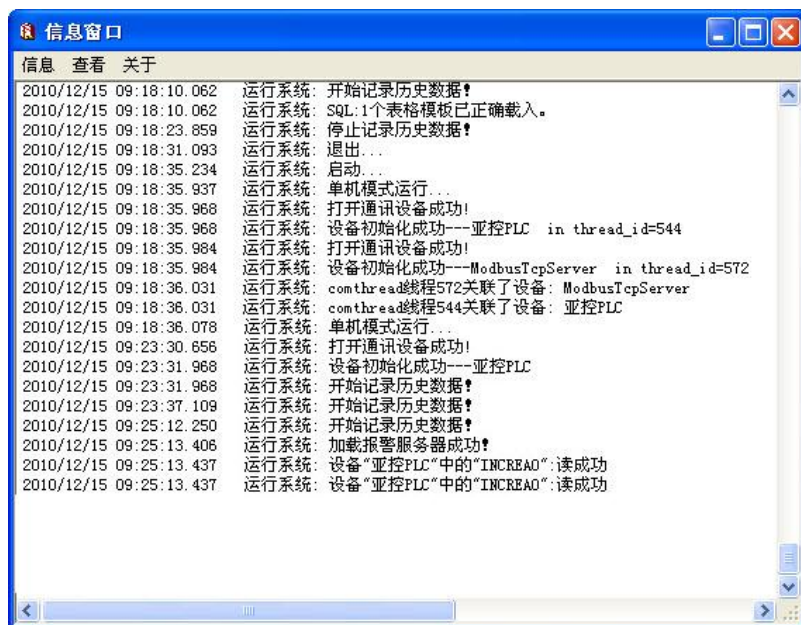 信息窗口
信息 查看 关于
2010/12/15 09:18:10.062 运行系统: 开始记录历史数据!
2010/12/15 09:18:10.062 运行系统: SQL:1个表格模板已正确载入。
2010/12/15 09:18:23.859 运行系统: 停止记录历史数据!
2010/12/15 09:18:31.093 运行系统: 退出...
2010/12/15 09:18:35.234 运行系统: 启动...
2010/12/15 09:18:35.937 运行系统: 单机模式运行...
2010/12/15 09:18:35.968 运行系统: 打开通讯设备成功!
2010/12/15 09:18:35.968 运行系统: 设备初始化成功---亚控PLC in thread_id=544
2010/12/15 09:18:35.984 运行系统: 打开通讯设备成功!
2010/12/15 09:18:35.984 运行系统: 设备初始化成功---ModbusTcpServer in thread_id=572
2010/12/15 09:18:36.031 运行系统: comthread线程572关联了设备: ModbusTcpServer
2010/12/15 09:18:36.031 运行系统: comthread线程544关联了设备: 亚控PLC
2010/12/15 09:18:36.078 运行系统: 单机模式运行...
2010/12/15 09:23:30.656 运行系统: 打开通讯设备成功!
2010/12/15 09:23:31.968 运行系统: 设备初始化成功---亚控PLC
2010/12/15 09:23:31.968 运行系统: 开始记录历史数据!
2010/12/15 09:23:37.109 运行系统: 开始记录历史数据!
2010/12/15 09:25:12.250 运行系统: 开始记录历史数据!
2010/12/15 09:25:13.406 运行系统: 加载报警服务器成功!
2010/12/15 09:25:13.437 运行系统: 设备"亚控PLC"中的"INCREA0":读成功
2010/12/15 09:25:13.437 运行系统: 设备"亚控PLC"中的"INCREA0":读成功